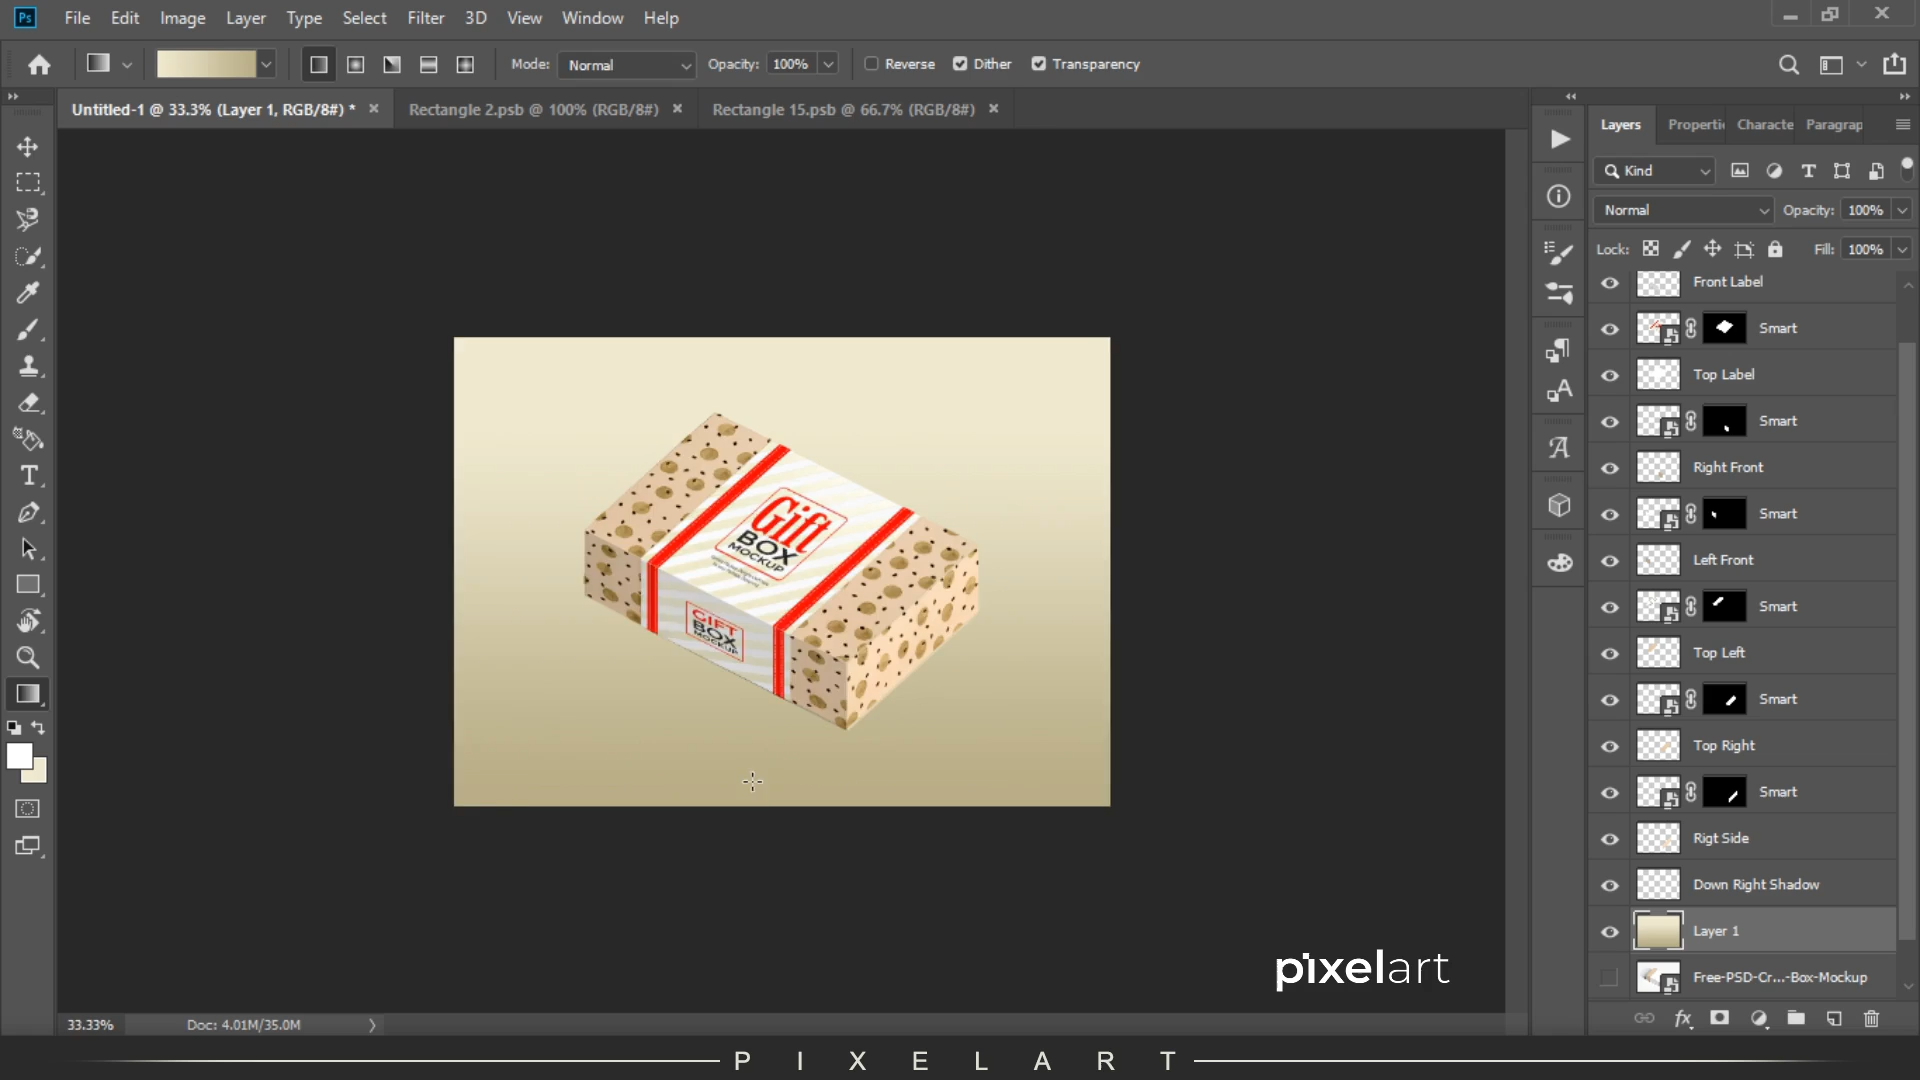 Ps File Edit Image Layer Type Select Filter 3D View Window Help
Mode: Normal Opacity: 100% Reverse Dither Transparency
Untitled-1 @ 33.3% (Layer 1, RGB/8#) * Rectangle 2.psb @ 100% (RGB/8#) Rectangle 15.psb @ 66.7% (RGB/8#)
Layers Properti Characte Paragrap
Kind
Normal Opacity: 100%
Lock: Fill: 100%
Front Label
Smart
Top Label
Smart
Right Front
Smart
Left Front
Smart
Top Left
Smart
Top Right
Smart
Rigt Side
Down Right Shadow
Layer 1
Free-PSD-Cr...-Box-Mockup
Gift
BOX
MOCKUP
GIFT
BOX
MOCKUP
pixelart
33.33% Doc: 4.01M/35.0M
P I X E L A R T